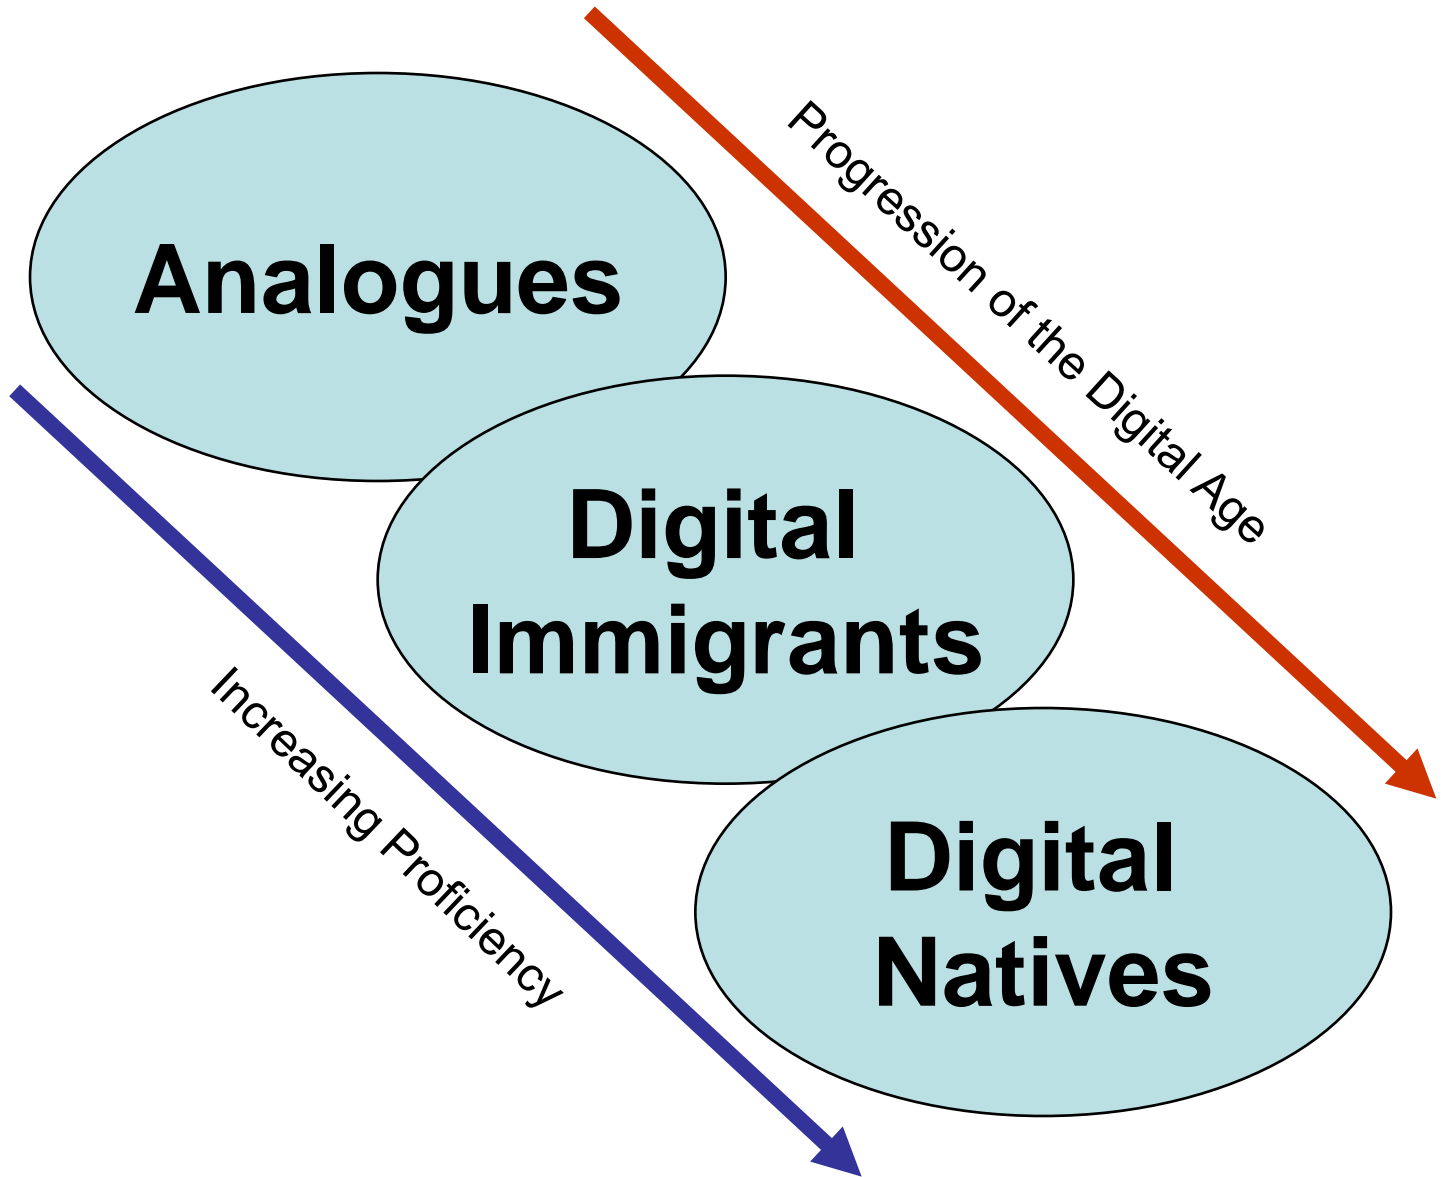 Progression of the Digital Age
Analogues
Digital
Immigrants
Increasing Proficiency
Digital
Natives